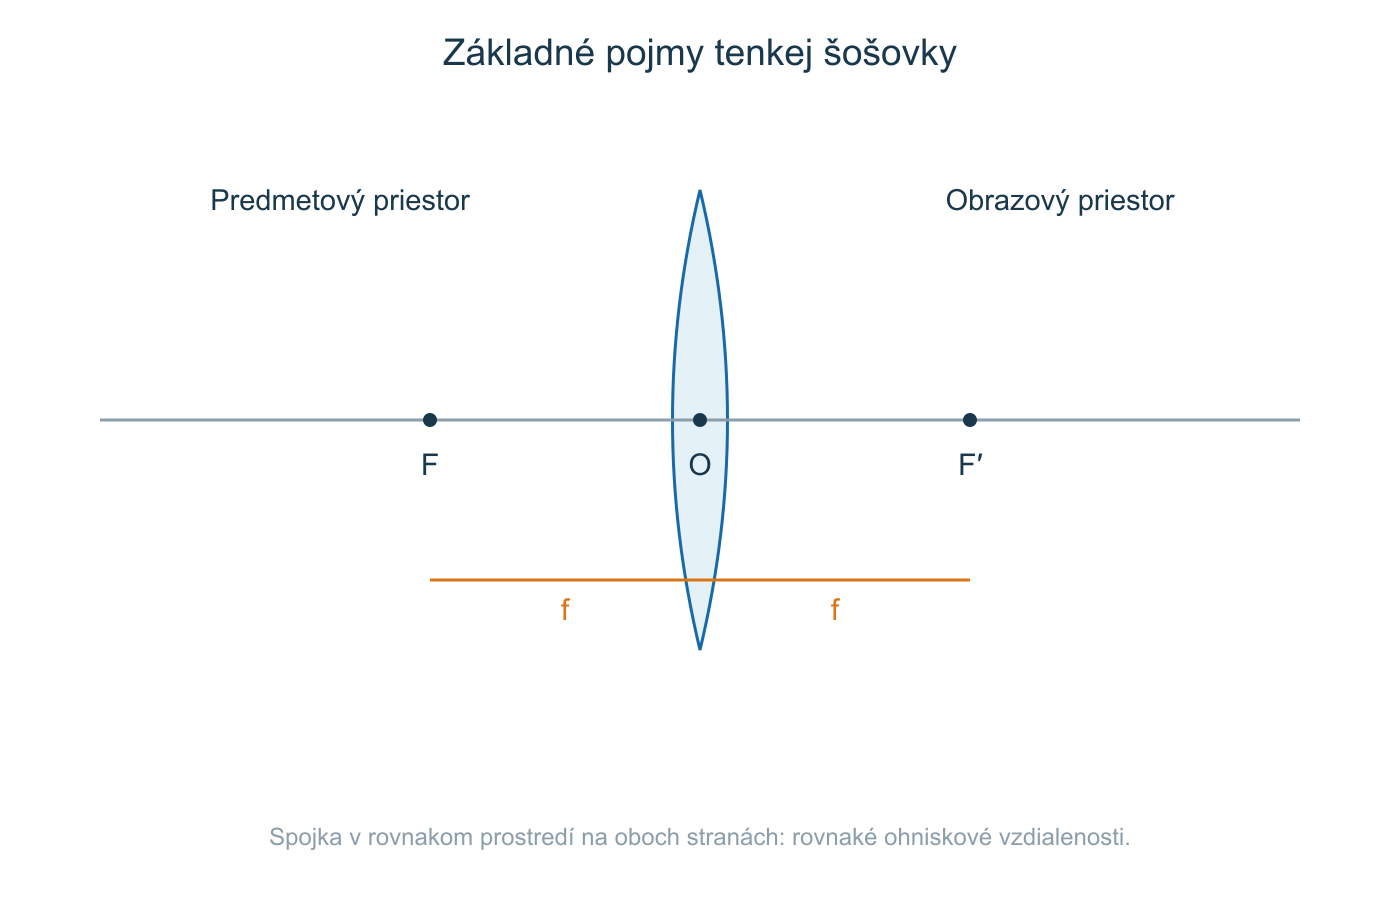 Základné pojmy tenkej šošovky
Predmetový priestor
Obrazový priestor
F
O
F′
f
f
Spojka v rovnakom prostredí na oboch stranách: rovnaké ohniskové vzdialenosti.